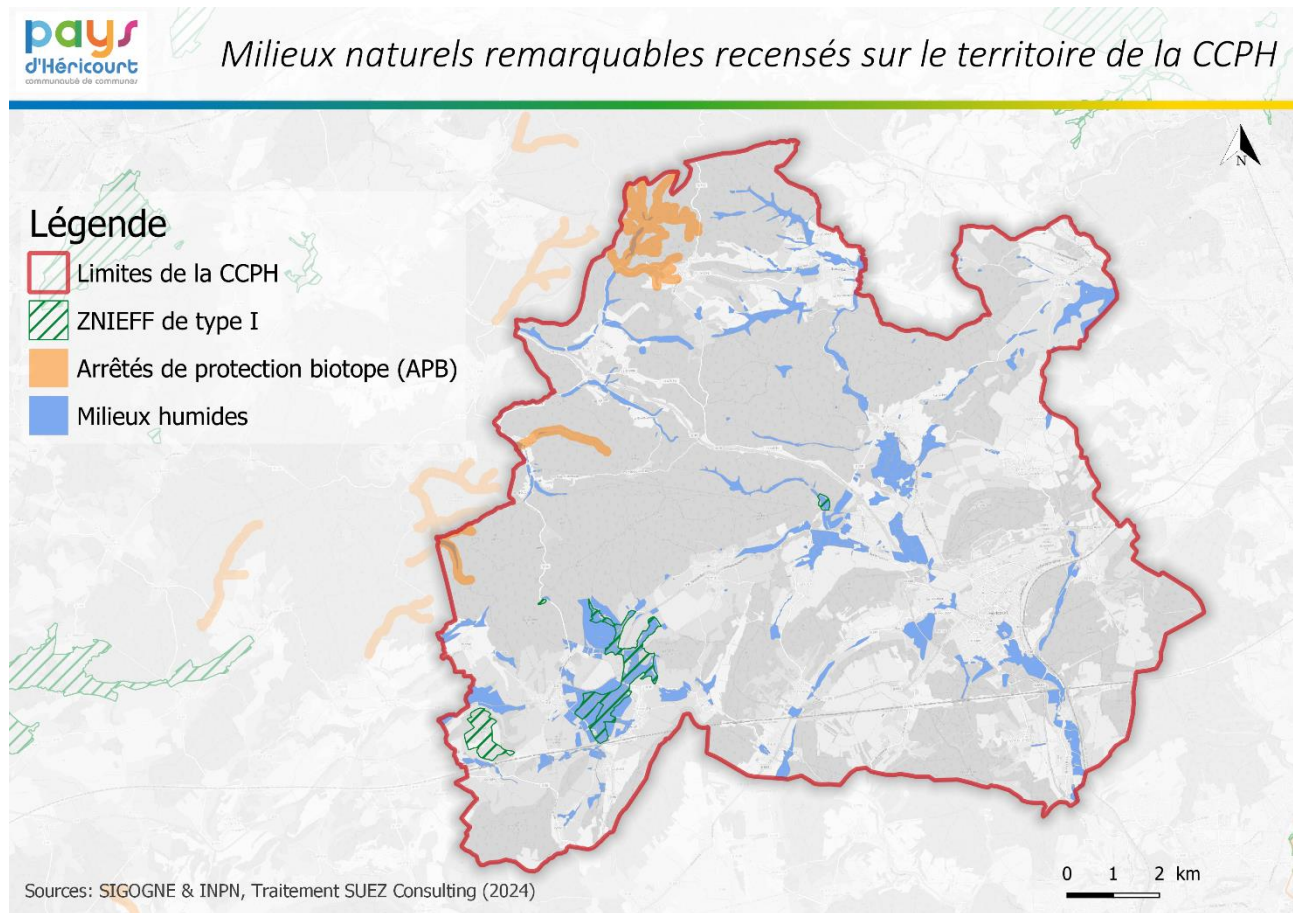 pays
d'Héricourt
communauté de communes
Milieux naturels remarquables recensés sur le territoire de la CCPH
N
Légende
Limites de la CCPH
ZNIEFF de type I
Arrêtés de protection biotope (APB)
Milieux humides
0 1 2 km
Sources: SIGOGNE & INPN, Traitement SUEZ Consulting (2024)